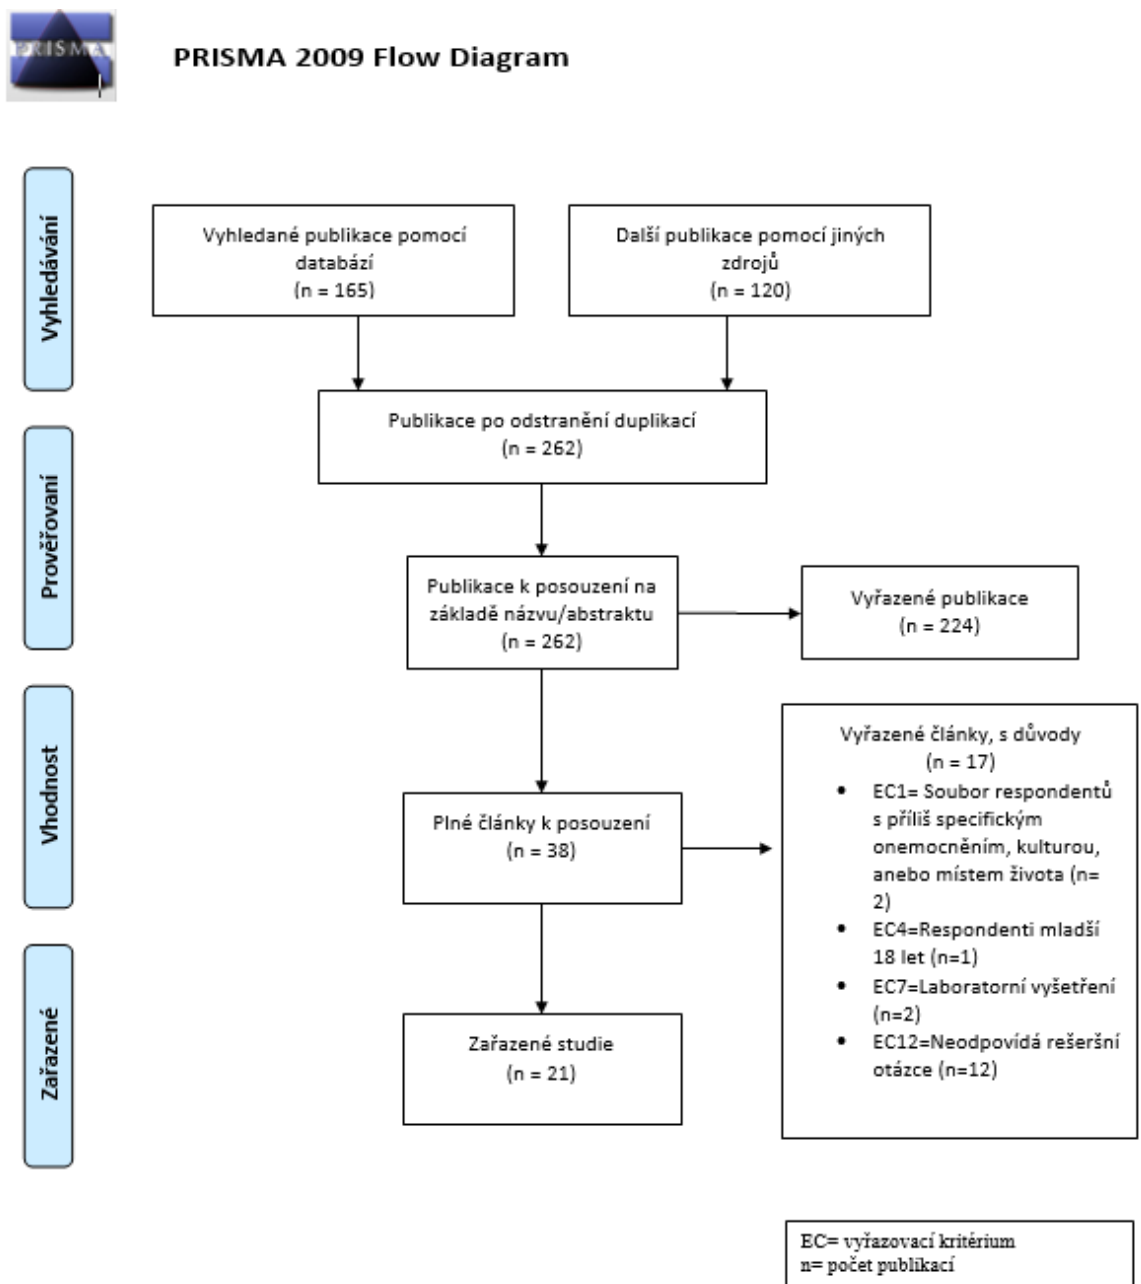 PRISMA
PRISMA 2009 Flow Diagram
Vyhledávání
Vyhledané publikace pomocí
databází
(n = 165)
Další publikace pomocí jiných
zdrojů
(n = 120)
Publikace po odstranění duplikací
(n = 262)
Prověřovaní
Publikace k posouzení na
základě názvu/abstraktu
(n = 262)
Vyřazené publikace
(n = 224)
Vhodnost
Plné články k posouzení
(n = 38)
Vyřazené články, s důvody
(n = 17)
• EC1= Soubor respondentů
s příliš specifickým
onemocněním, kulturou,
anebo místem života (n=
2)
• EC4=Respondenti mladší
18 let (n=1)
• EC7=Laboratorní vyšetření
(n=2)
• EC12=Neodpovídá rešeršní
otázce (n=12)
Zařazené
Zařazené studie
(n = 21)
EC= vyřazovací kritérium
n= počet publikací